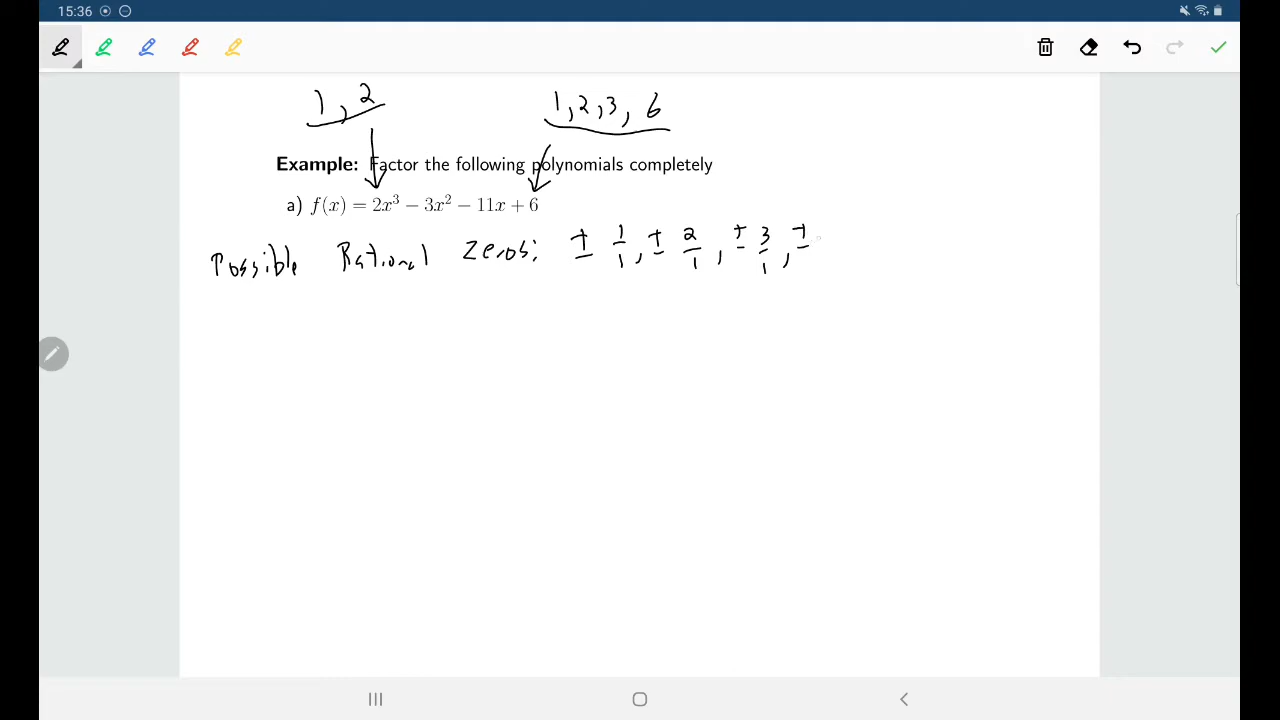 15:36
1, 2 1, 2, 3, 6
Example: Factor the following polynomials completely
a) f(x) = 2x³ − 3x² − 11x + 6
Possible Rational Zeros: ± 1/1, ± 2/1, ± 3/1, ±